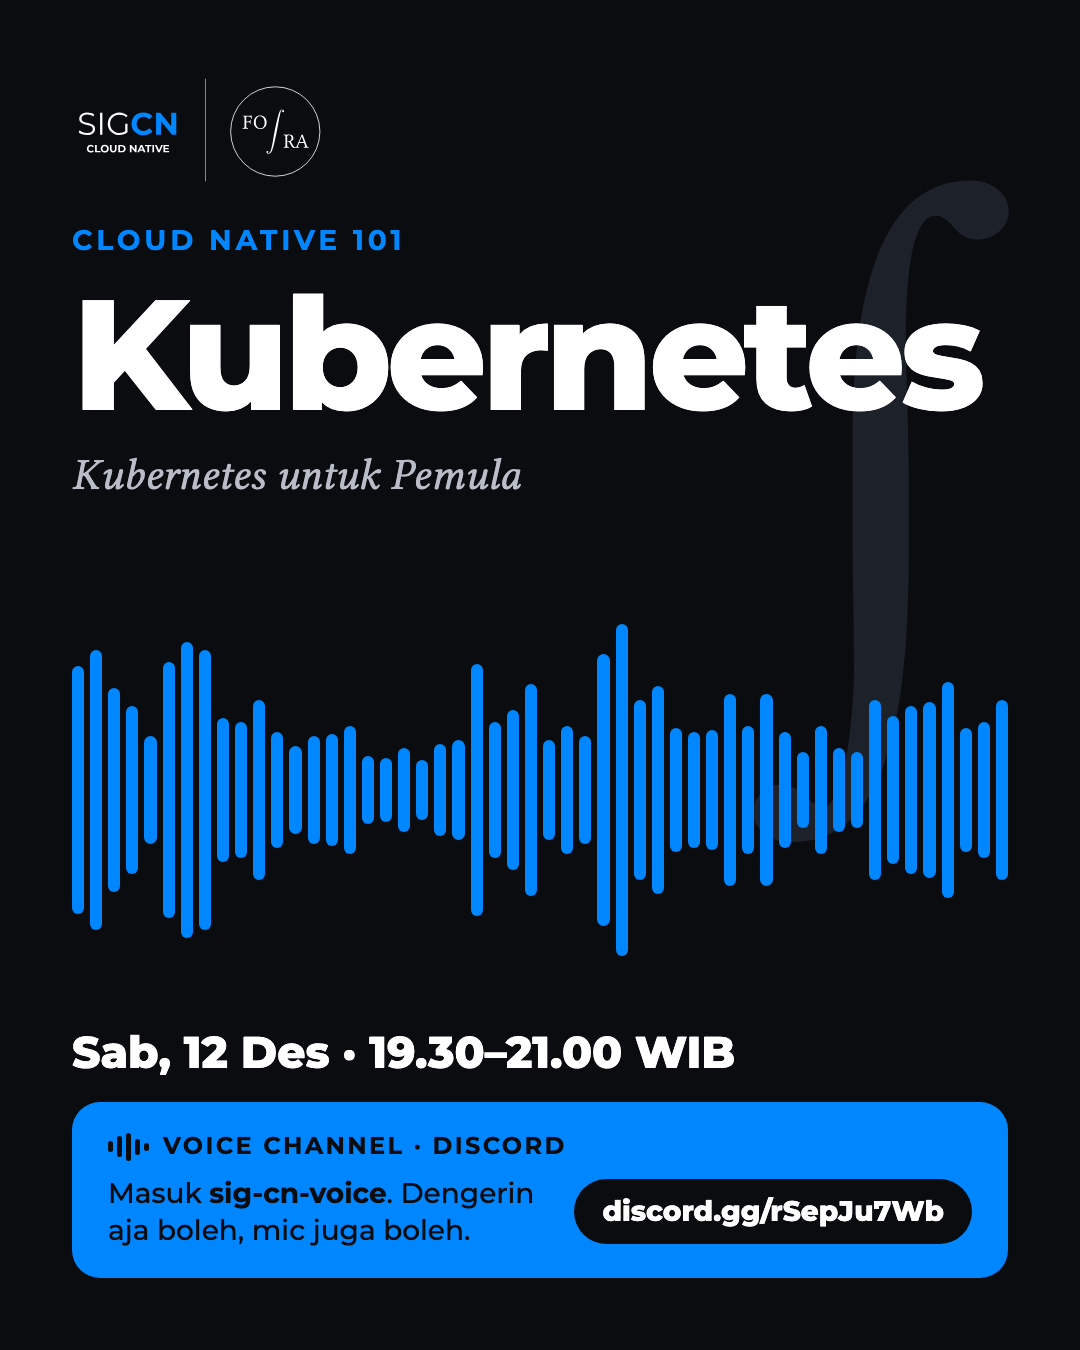 SIGCN
CLOUD NATIVE
FO∫RA
CLOUD NATIVE 101
Kubernetes
Kubernetes untuk Pemula
Sab, 12 Des • 19.30–21.00 WIB
VOICE CHANNEL · DISCORD
Masuk sig-cn-voice. Dengerin
aja boleh, mic juga boleh.
discord.gg/rSepJu7Wb